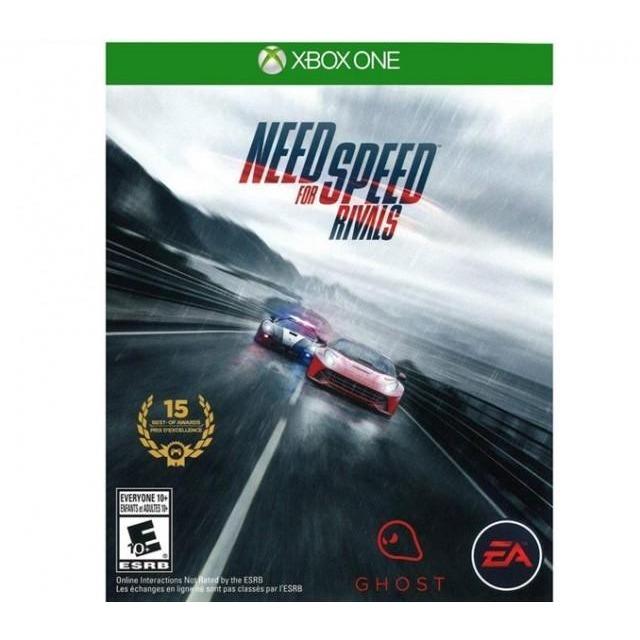 XBOX ONE
NEED
FOR SPEED
RIVALS
15
BEST-OF AWARDS
PRIX D'EXCELLENCE
EVERYONE 10+
ENFANTS et ADULTES 10+
E
10+
ESRB
GHOST
EA
Online Interactions Not Rated by the ESRB
Les échanges en ligne ne sont pas classés par l'ESRB